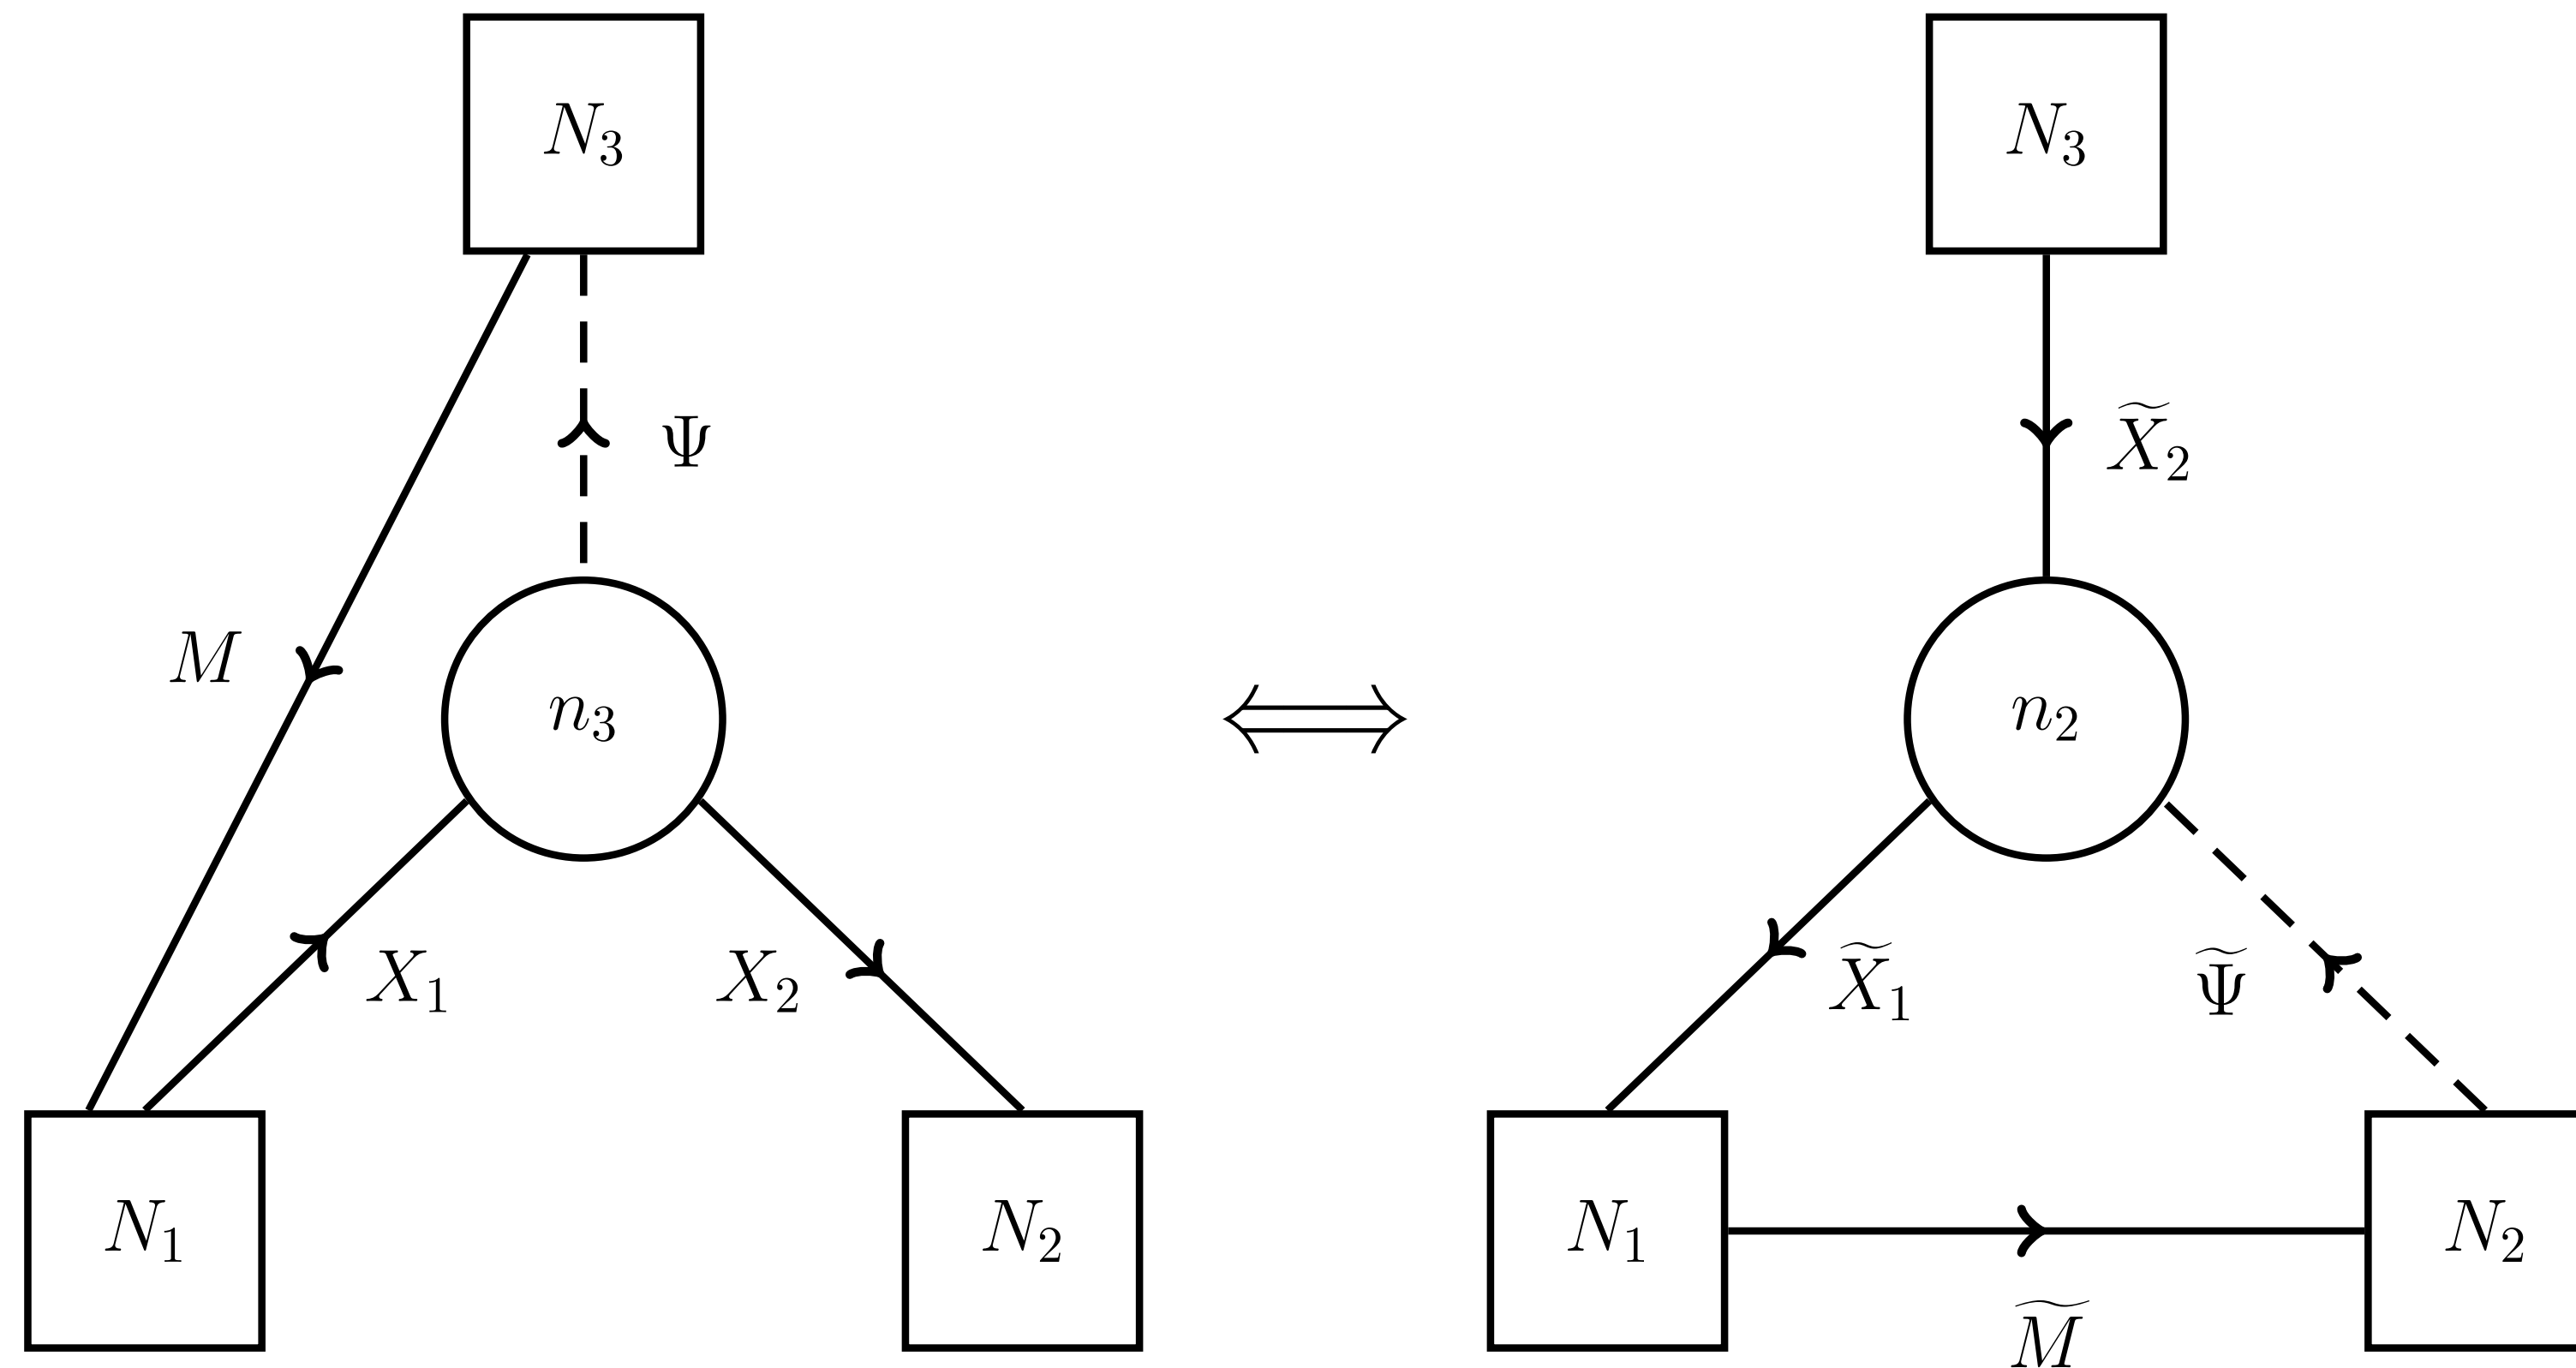 N₃
N₃
Ψ
X̃₂
M
n₃
n₂
X₁
X₂
X̃₁
Ψ̃
N₁
N₂
N₁
N₂
M̃